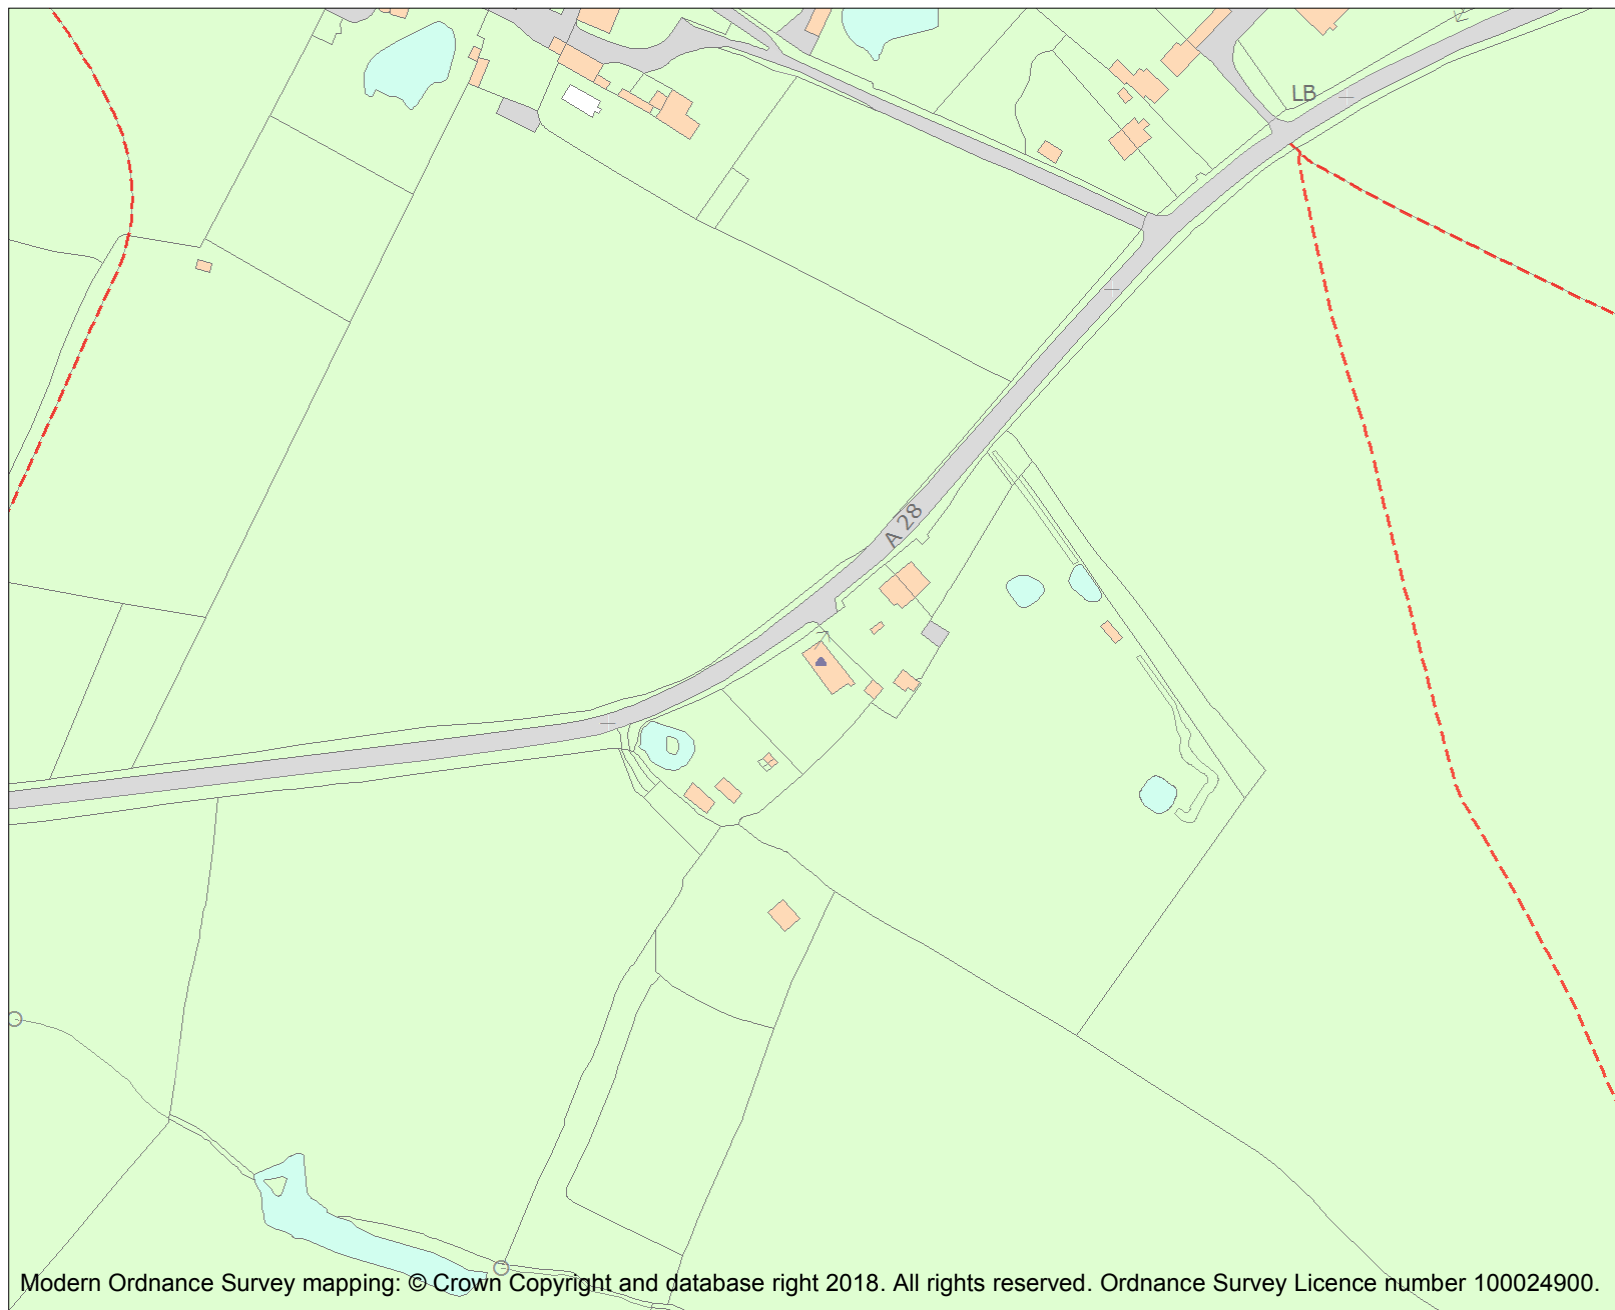 LB
A 28
Modern Ordnance Survey mapping: © Crown Copyright and database right 2018. All rights reserved. Ordnance Survey Licence number 100024900.